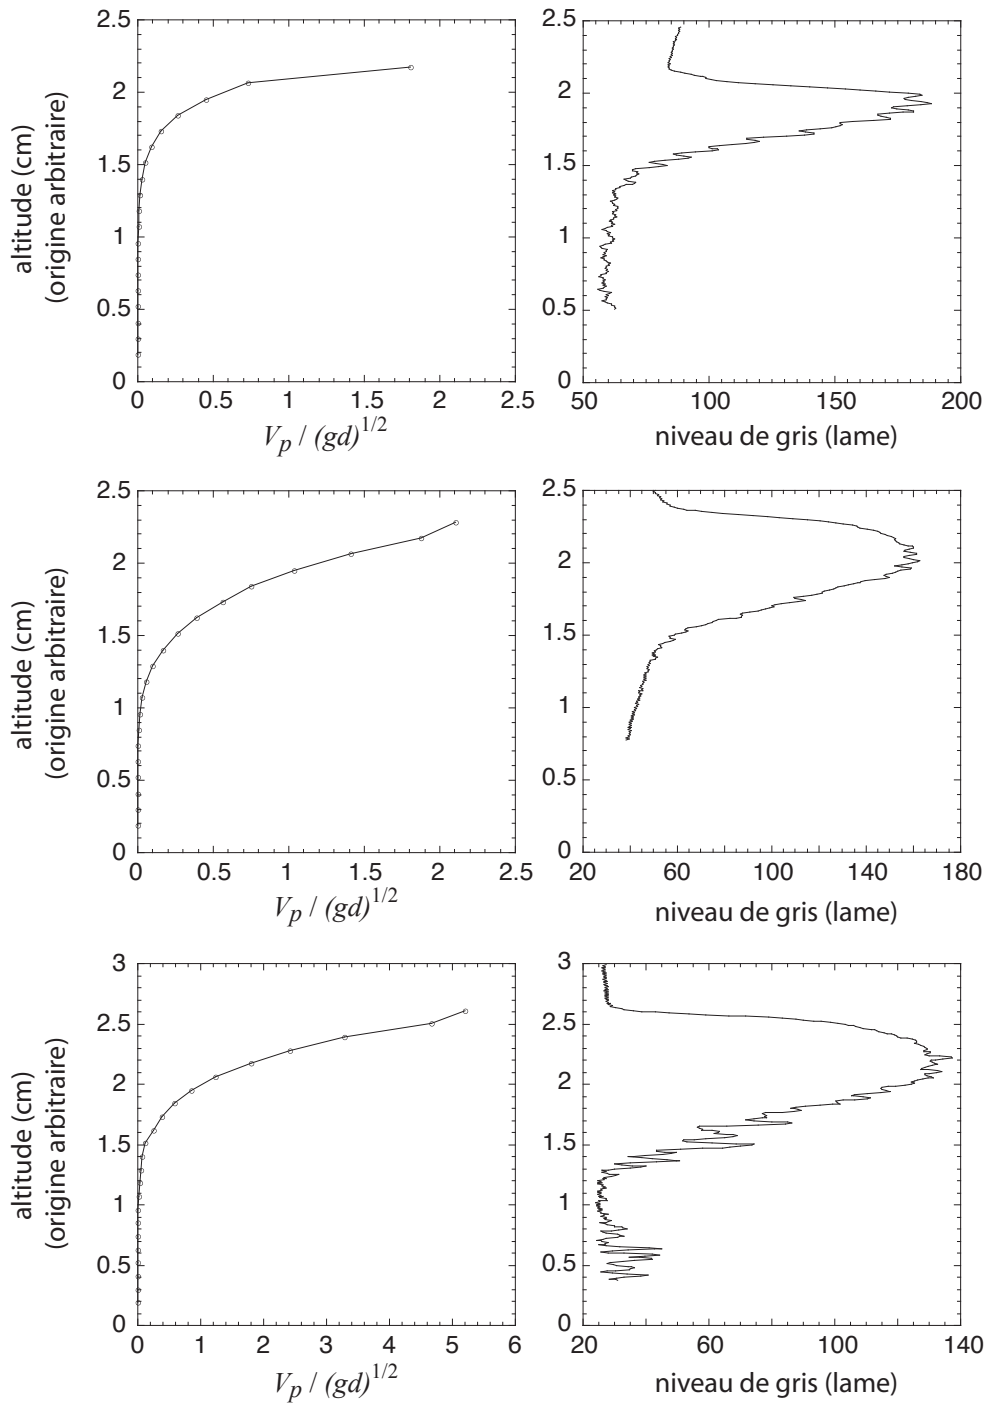 2.5
2
1.5
1
0.5
0
altitude (cm)
(origine arbitraire)
0 0.5 1 1.5 2 2.5
V_p / (gd)^1/2
2.5
2
1.5
1
0.5
0
50 100 150 200
niveau de gris (lame)
2.5
2
1.5
1
0.5
0
altitude (cm)
(origine arbitraire)
0 0.5 1 1.5 2 2.5
V_p / (gd)^1/2
2.5
2
1.5
1
0.5
0
20 60 100 140 180
niveau de gris (lame)
3
2.5
2
1.5
1
0.5
0
altitude (cm)
(origine arbitraire)
0 1 2 3 4 5 6
V_p / (gd)^1/2
3
2.5
2
1.5
1
0.5
0
20 60 100 140
niveau de gris (lame)